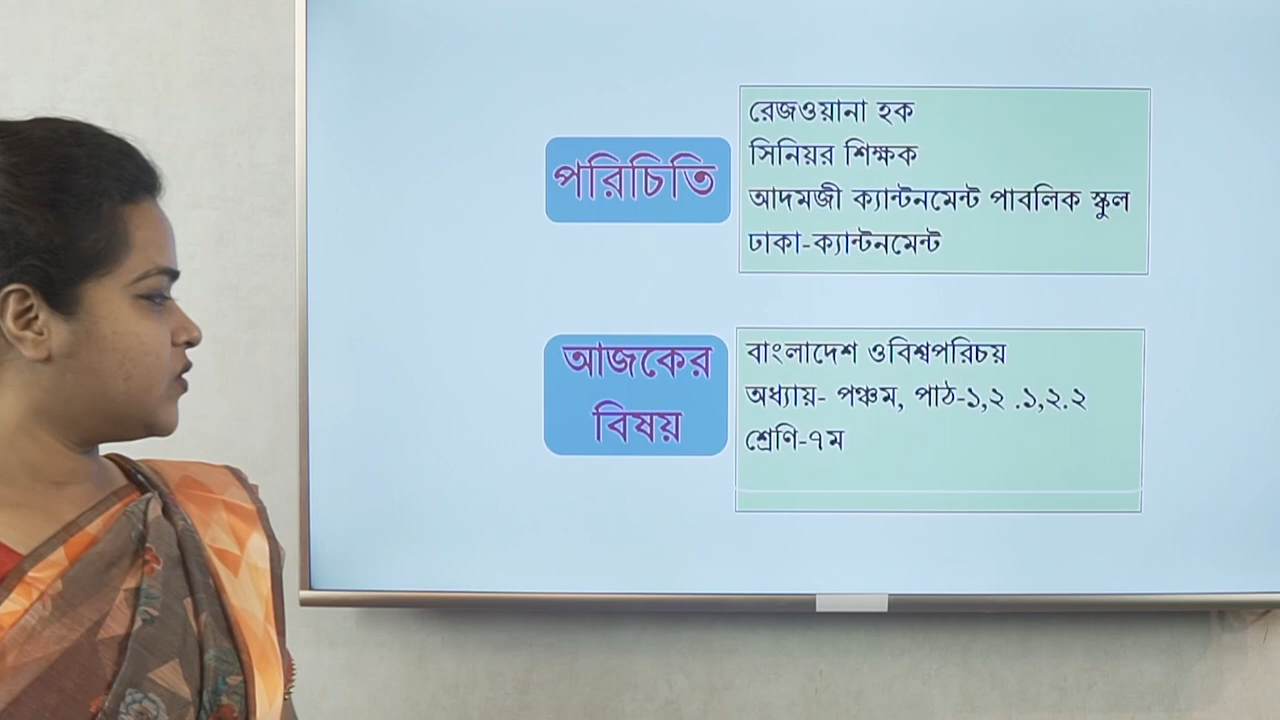 পরিচিতি
রেজওয়ানা হক
সিনিয়র শিক্ষক
আদমজী ক্যান্টনমেন্ট পাবলিক স্কুল
ঢাকা-ক্যান্টনমেন্ট
আজকের
বিষয়
বাংলাদেশ ওবিশ্বপরিচয়
অধ্যায়- পঞ্চম, পাঠ-১,২ .১,২.২
শ্রেণি-৭ম